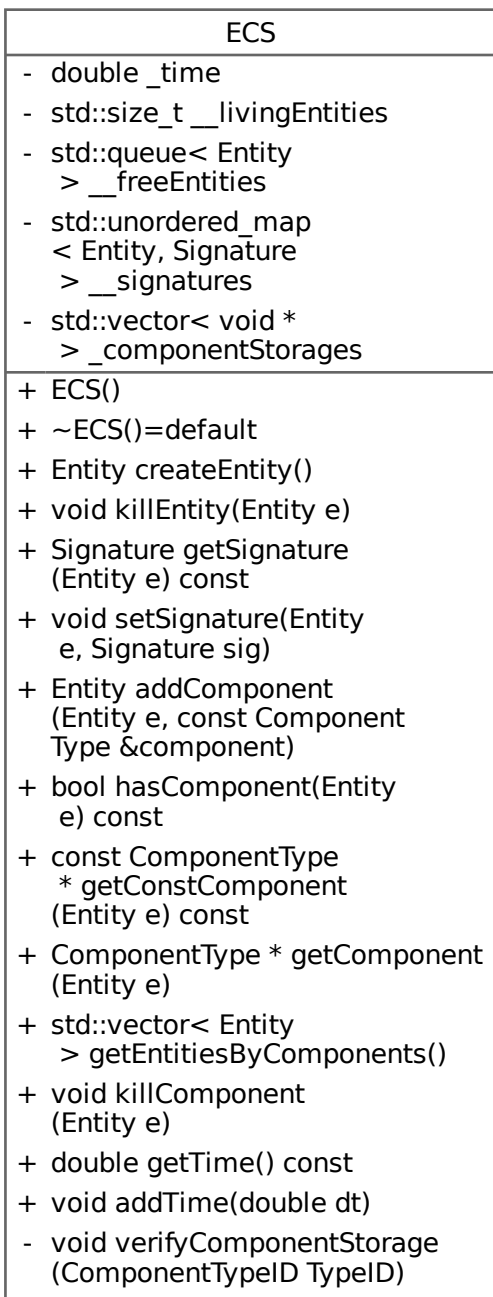 ECS
- double _time
- std::size_t __livingEntities
- std::queue< Entity
> __freeEntities
- std::unordered_map
< Entity, Signature
> __signatures
- std::vector< void *
> _componentStorages
+ ECS()
+ ~ECS()=default
+ Entity createEntity()
+ void killEntity(Entity e)
+ Signature getSignature
(Entity e) const
+ void setSignature(Entity
e, Signature sig)
+ Entity addComponent
(Entity e, const Component
Type &component)
+ bool hasComponent(Entity
e) const
+ const ComponentType
* getConstComponent
(Entity e) const
+ ComponentType * getComponent
(Entity e)
+ std::vector< Entity
> getEntitiesByComponents()
+ void killComponent
(Entity e)
+ double getTime() const
+ void addTime(double dt)
- void verifyComponentStorage
(ComponentTypeID TypeID)